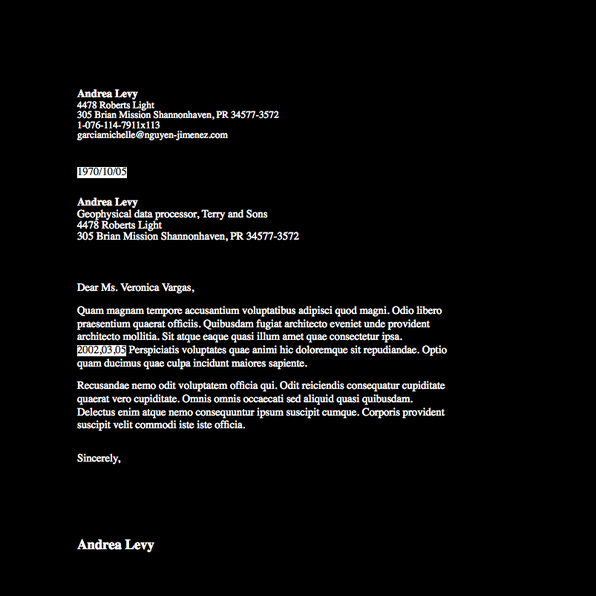 Andrea Levy
4478 Roberts Light
305 Brian Mission Shannonhaven, PR 34577-3572
1-076-114-7911x113
garciamichelle@nguyen-jimenez.com
1970/10/05
Andrea Levy
Geophysical data processor, Terry and Sons
4478 Roberts Light
305 Brian Mission Shannonhaven, PR 34577-3572
Dear Ms. Veronica Vargas,
Quam magnam tempore accusantium voluptatibus adipisci quod magni. Odio libero
praesentium quaerat officiis. Quibusdam fugiat architecto eveniet unde provident
architecto mollitia. Sit atque eaque quasi illum amet quae consectetur ipsa.
2002,03,05 Perspiciatis voluptates quae animi hic doloremque sit repudiandae. Optio
quam ducimus quae culpa incidunt maiores sapiente.
Recusandae nemo odit voluptatem officia qui. Odit reiciendis consequatur cupiditate
quaerat vero cupiditate. Omnis omnis occaecati sed aliquid quasi quibusdam.
Delectus enim atque nemo consequuntur ipsum suscipit cumque. Corporis provident
suscipit velit commodi iste iste officia.
Sincerely,
Andrea Levy